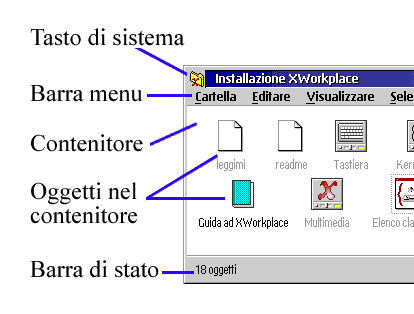 Tasto di sistema
Installazione XWorkplace
Barra menu
Cartella Editare Visualizzare Sele
Contenitore
leggimi readme Tastiera Kern
Oggetti nel
contenitore
Guida ad XWorkplace Multimedia Elenco cla
Barra di stato
18 oggetti